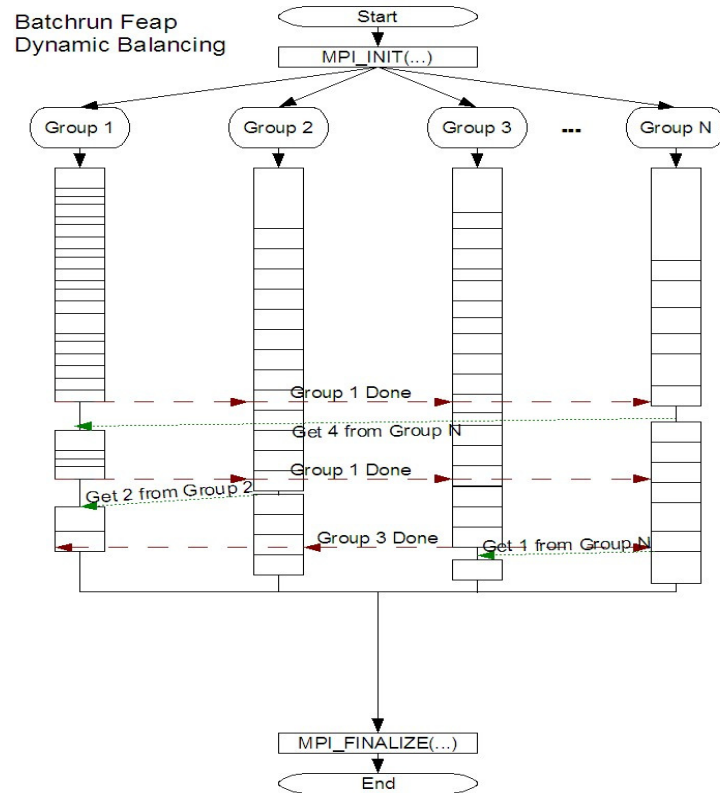 Batchrun Feap
Dynamic Balancing
Start
MPI_INIT(...)
Group 1
Group 2
Group 3
...
Group N
Group 1 Done
Get 4 from Group N
Group 1 Done
Get 2 from Group 2
Group 3 Done
Get 1 from Group N
MPI_FINALIZE(...)
End